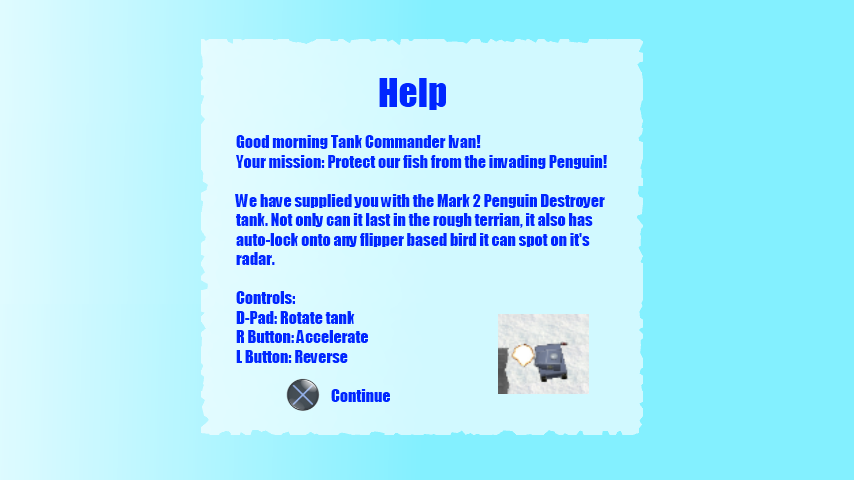 Help
Good morning Tank Commander Ivan!
Your mission: Protect our fish from the invading Penguin!
We have supplied you with the Mark 2 Penguin Destroyer
tank. Not only can it last in the rough terrian, it also has
auto-lock onto any flipper based bird it can spot on it's
radar.
Controls:
D-Pad: Rotate tank
R Button: Accelerate
L Button: Reverse
Continue